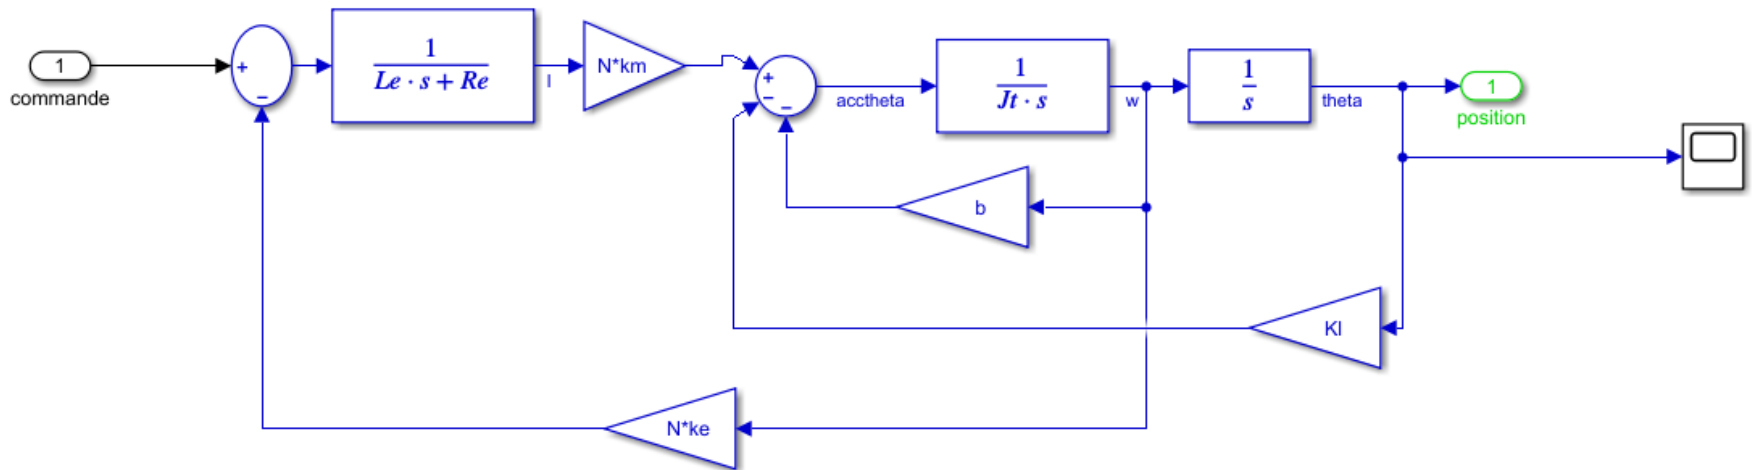 1
commande
+
−
1
Le · s + Re
I
N*km
+
−
−
acctheta
1
Jt · s
w
1
s
theta
1
position
b
Kl
N*ke